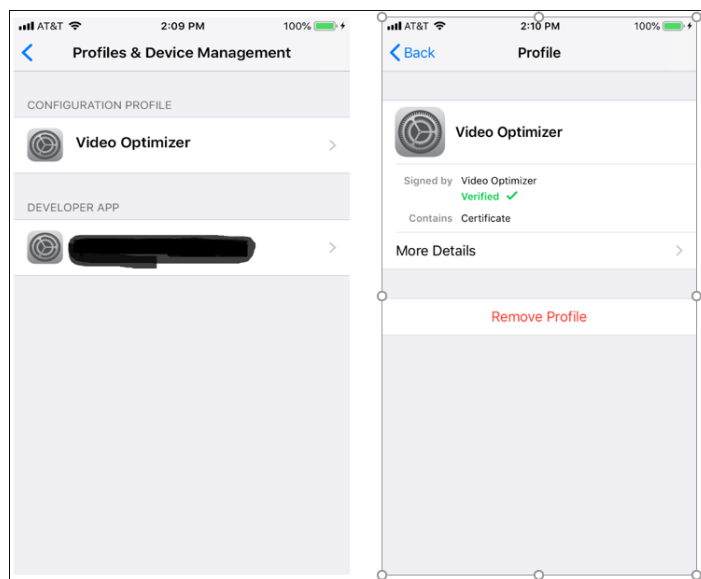 AT&T 2:09 PM 100%
Profiles & Device Management
CONFIGURATION PROFILE
Video Optimizer
DEVELOPER APP
AT&T 2:10 PM 100%
Back Profile
Video Optimizer
Signed by Video Optimizer
Verified
Contains Certificate
More Details
Remove Profile